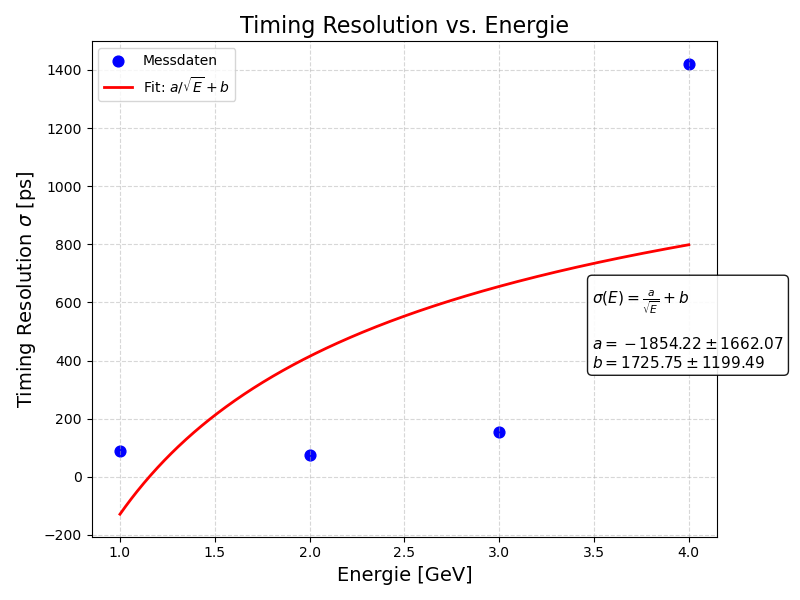 Timing Resolution vs. Energie
Messdaten
Fit: a/√E + b
1400
1200
1000
800
600
400
200
0
−200
Timing Resolution σ [ps]
σ(E) = a/√E + b
a = −1854.22 ± 1662.07
b = 1725.75 ± 1199.49
1.0 1.5 2.0 2.5 3.0 3.5 4.0
Energie [GeV]